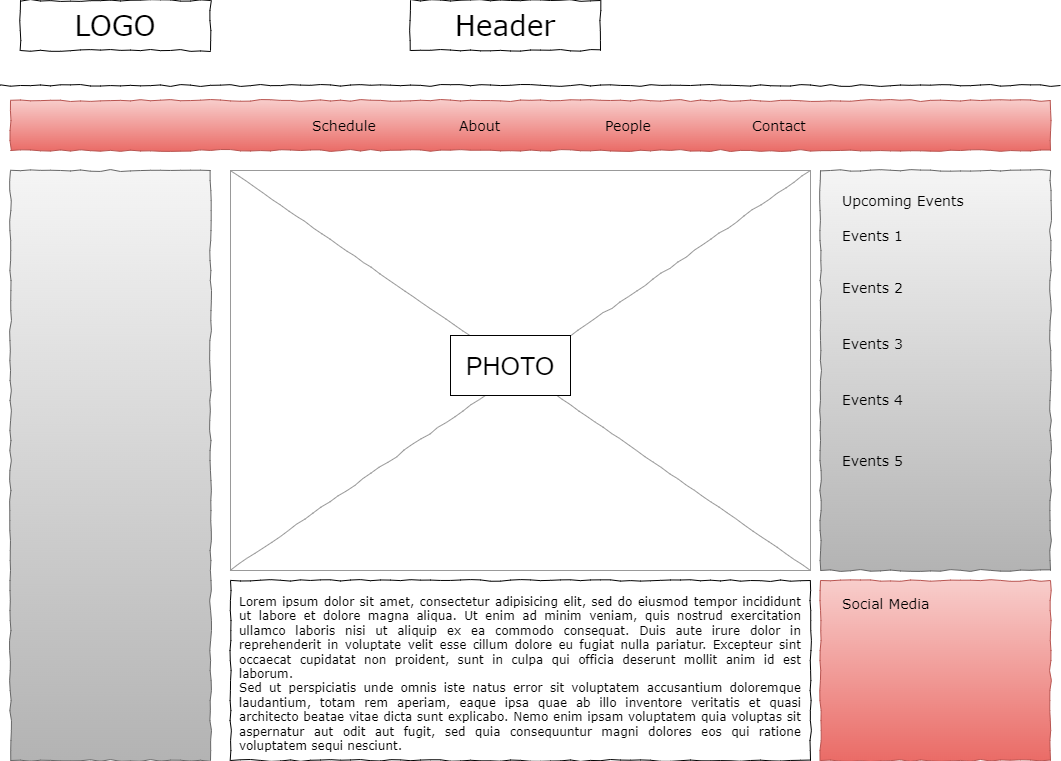 LOGO
Header
Schedule About People Contact
Upcoming Events
Events 1
Events 2
Events 3
PHOTO
Events 4
Events 5
Lorem ipsum dolor sit amet, consectetur adipisicing elit, sed do eiusmod tempor incididunt
ut labore et dolore magna aliqua. Ut enim ad minim veniam, quis nostrud exercitation
ullamco laboris nisi ut aliquip ex ea commodo consequat. Duis aute irure dolor in
reprehenderit in voluptate velit esse cillum dolore eu fugiat nulla pariatur. Excepteur sint
occaecat cupidatat non proident, sunt in culpa qui officia deserunt mollit anim id est
laborum.
Sed ut perspiciatis unde omnis iste natus error sit voluptatem accusantium doloremque
laudantium, totam rem aperiam, eaque ipsa quae ab illo inventore veritatis et quasi
architecto beatae vitae dicta sunt explicabo. Nemo enim ipsam voluptatem quia voluptas sit
aspernatur aut odit aut fugit, sed quia consequuntur magni dolores eos qui ratione
voluptatem sequi nesciunt.
Social Media